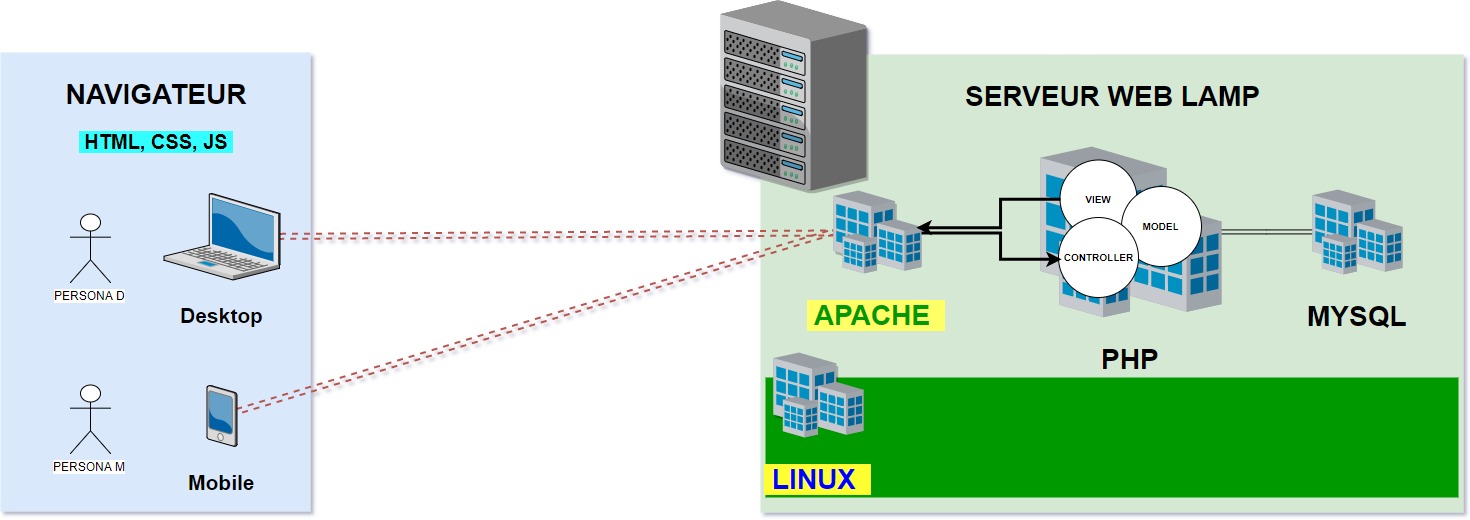 NAVIGATEUR
HTML, CSS, JS
PERSONA D
Desktop
PERSONA M
Mobile
SERVEUR WEB LAMP
VIEW
MODEL
CONTROLLER
APACHE
PHP
MYSQL
LINUX